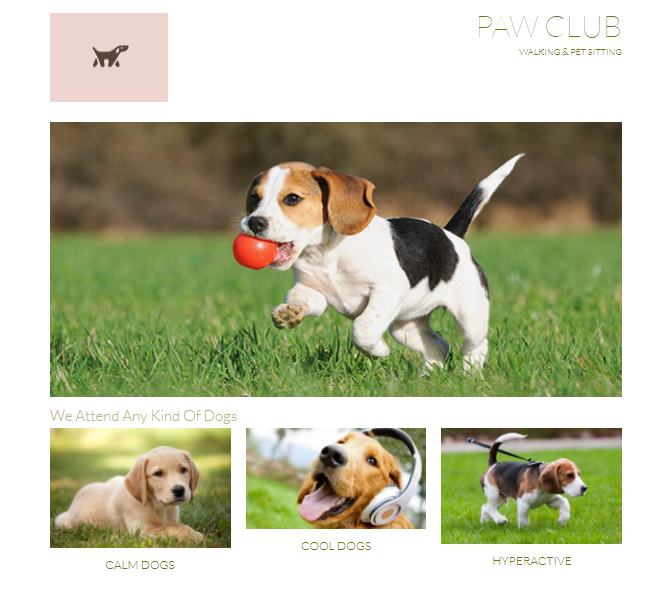 PAW CLUB
WALKING & PET SITTING
We Attend Any Kind Of Dogs
CALM DOGS
COOL DOGS
HYPERACTIVE